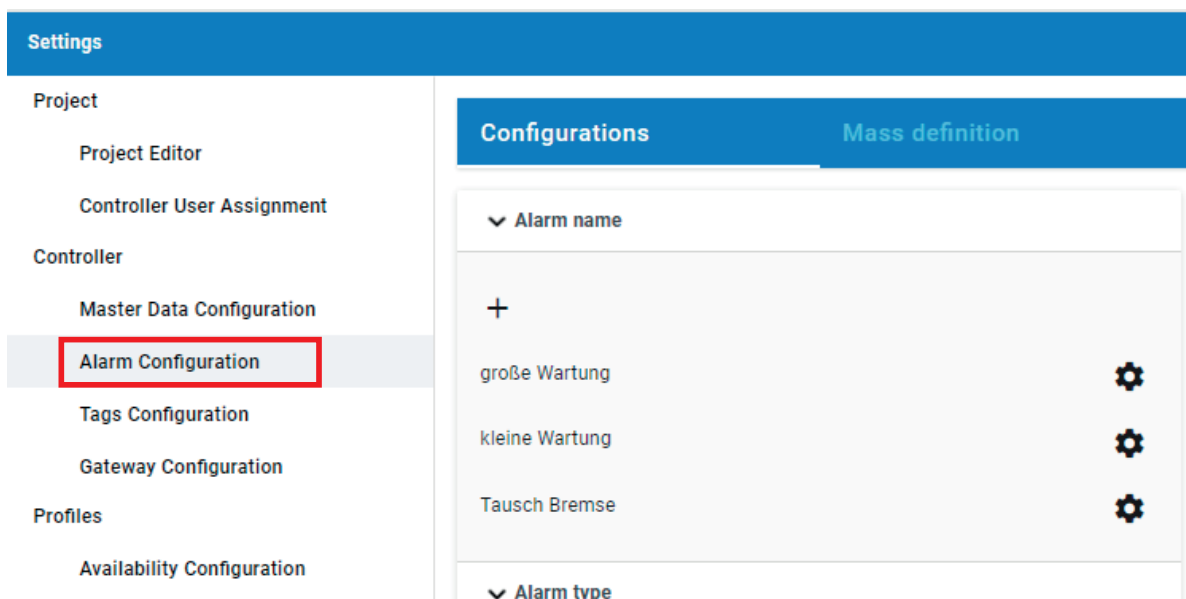 Settings
Project
Project Editor
Controller User Assignment
Controller
Master Data Configuration
Alarm Configuration
Tags Configuration
Gateway Configuration
Profiles
Availability Configuration
Configurations
Mass definition
Alarm name
+
große Wartung
kleine Wartung
Tausch Bremse
Alarm type